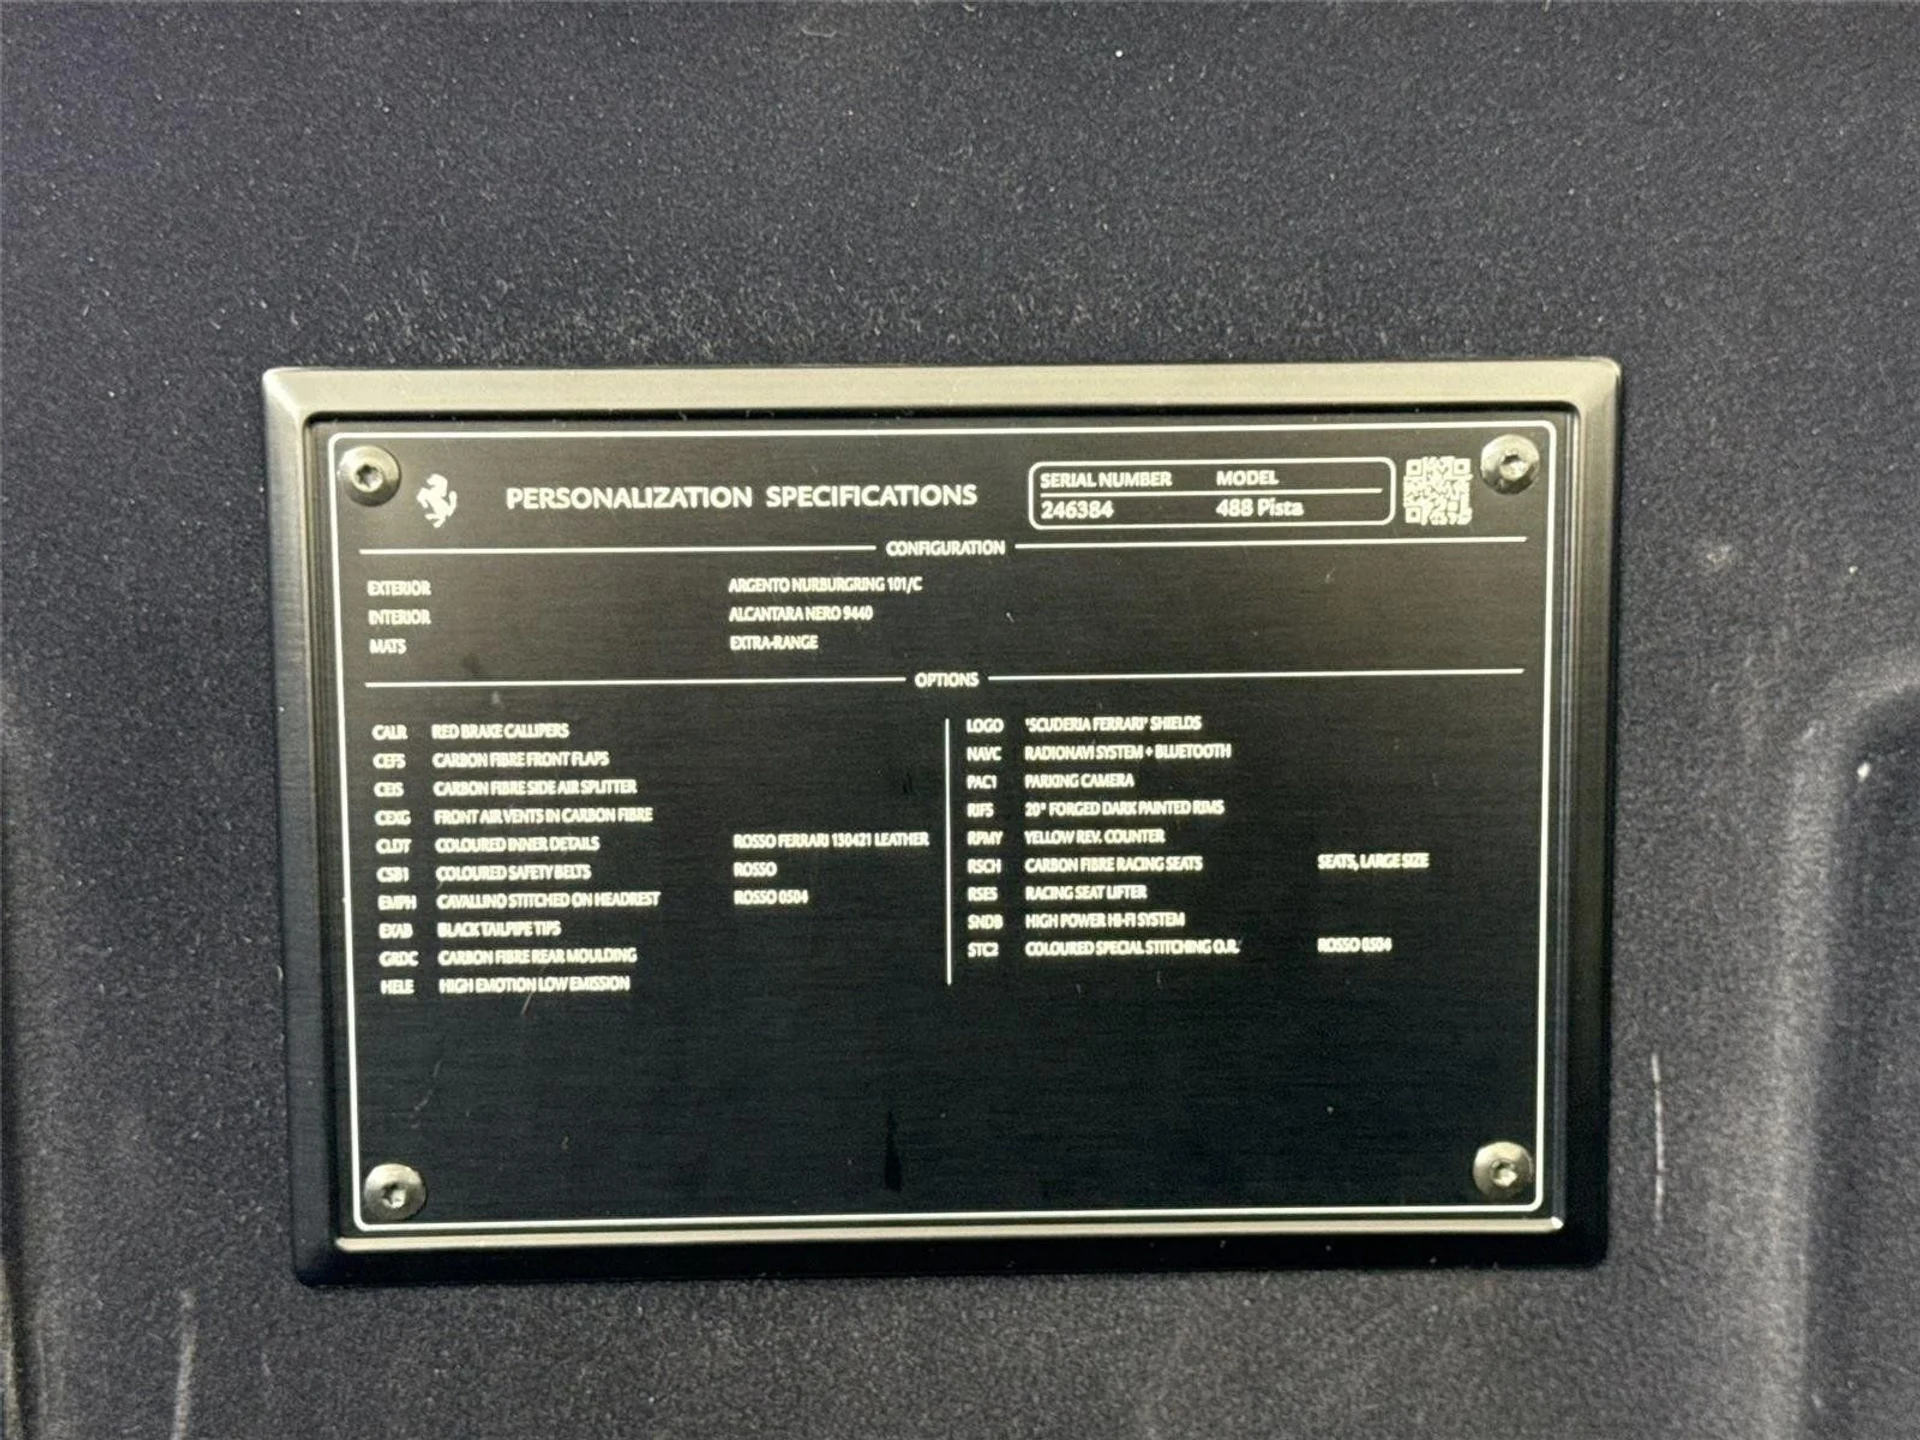 PERSONALIZATION SPECIFICATIONS
SERIAL NUMBER MODEL
246384 488 Pista
CONFIGURATION
EXTERIOR ARGENTO NURBURGRING 101/C
INTERIOR ALCANTARA NERO 9440
MATS EXTRA-RANGE
OPTIONS
CALR RED BRAKE CALLIPERS
CEFS CARBON FIBRE FRONT FLAPS
CEIS CARBON FIBRE SIDE AIR SPLITTER
CEXG FRONT AIR VENTS IN CARBON FIBRE
CLDT COLOURED INNER DETAILS ROSSO FERRARI 130421 LEATHER
CSB1 COLOURED SAFETY BELTS ROSSO
EMPH CAVALLINO STITCHED ON HEADREST ROSSO 0504
EXAB BLACK TAILPIPE TIPS
GRDC CARBON FIBRE REAR MOULDING
HELE HIGH EMOTION LOW EMISSION
LOGO "SCUDERIA FERRARI" SHIELDS
NAVC RADIONAVI SYSTEM + BLUETOOTH
PAC1 PARKING CAMERA
RIF5 20" FORGED DARK PAINTED RIMS
RPMY YELLOW REV. COUNTER
RSCH CARBON FIBRE RACING SEATS SEATS, LARGE SIZE
RSES RACING SEAT LIFTER
SNDB HIGH POWER HI-FI SYSTEM
STC2 COLOURED SPECIAL STITCHING O.R. ROSSO 0504